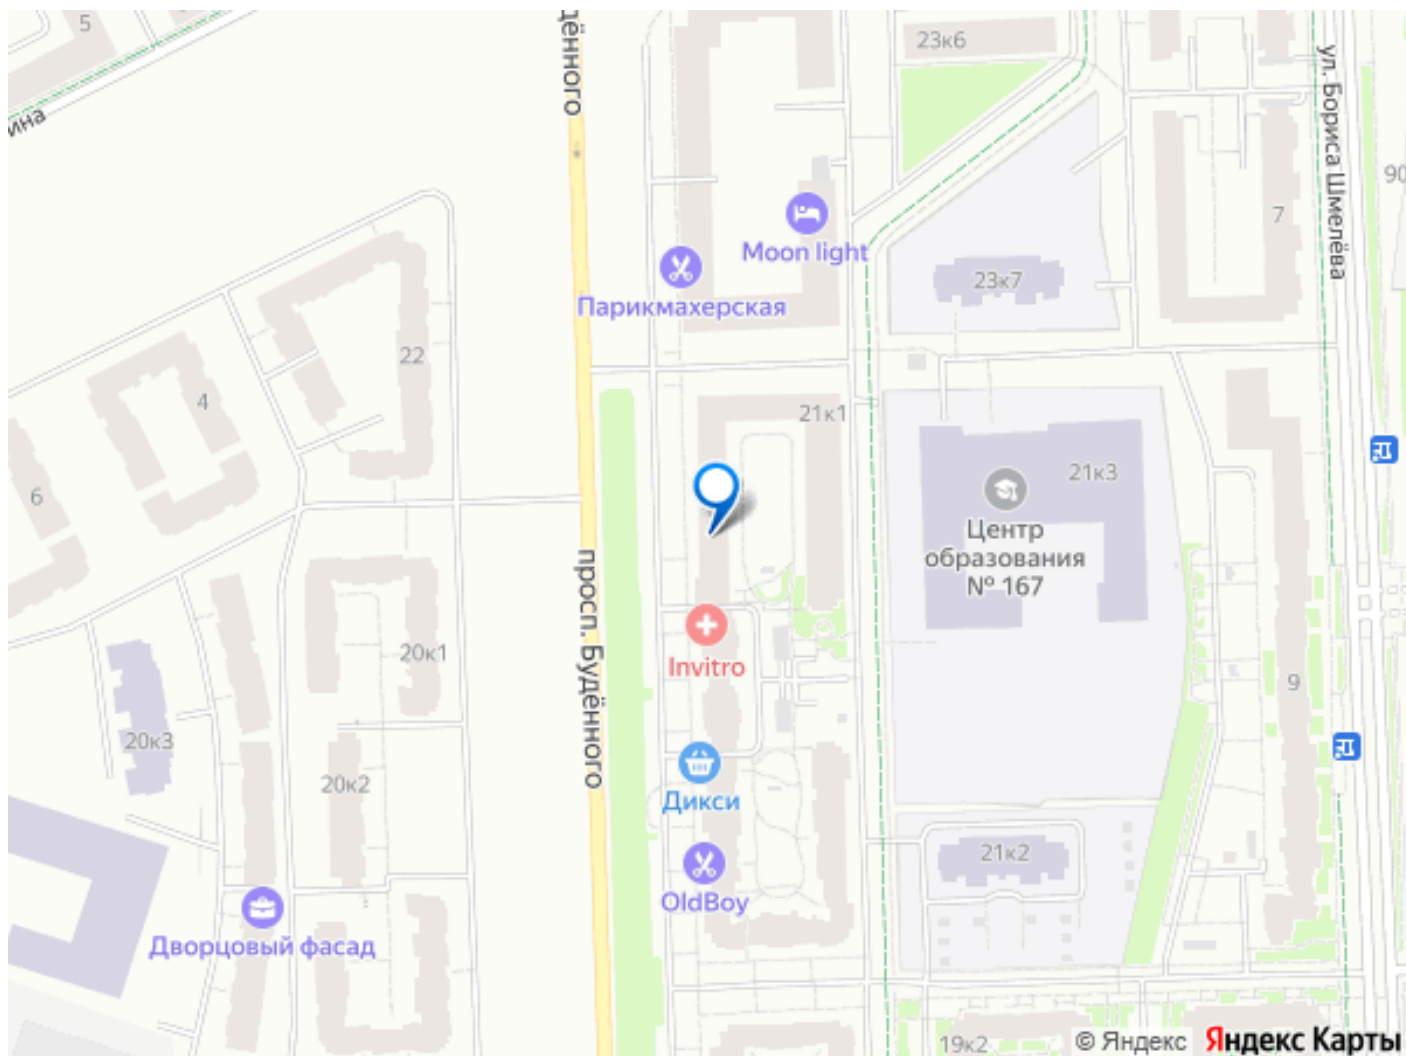 5
дённого
23к6
ул. Бориса Шмелёва
ина
90
7
Moon light
23к7
Парикмахерская
22
4
21к1
6
21к3
Центр
образования
№ 167
просп. Будённого
Invitro
20к1
9
20к3
20к2
Дикси
21к2
OldBoy
Дворцовый фасад
19к2
© Яндекс Яндекс Карты